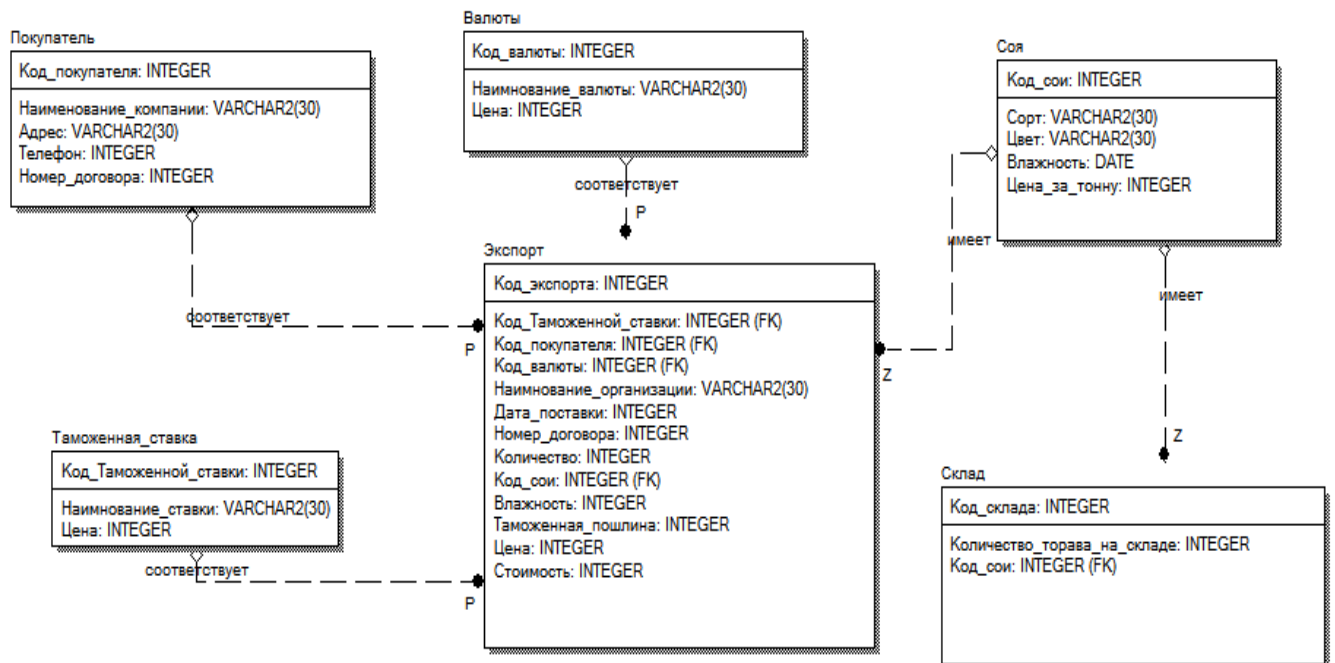 Покупатель
Код_покупателя: INTEGER
Наименование_компании: VARCHAR2(30)
Адрес: VARCHAR2(30)
Телефон: INTEGER
Номер_договора: INTEGER
Валюты
Код_валюты: INTEGER
Наимнование_валюты: VARCHAR2(30)
Цена: INTEGER
Соя
Код_сои: INTEGER
Сорт: VARCHAR2(30)
Цвет: VARCHAR2(30)
Влажность: DATE
Цена_за_тонну: INTEGER
соответствует
P
имеет
Z
соответствует
P
имеет
Z
Экспорт
Код_экспорта: INTEGER
Код_Таможенной_ставки: INTEGER (FK)
Код_покупателя: INTEGER (FK)
Код_валюты: INTEGER (FK)
Наимнование_организации: VARCHAR2(30)
Дата_поставки: INTEGER
Номер_договора: INTEGER
Количество: INTEGER
Код_сои: INTEGER (FK)
Влажность: INTEGER
Таможенная_пошлина: INTEGER
Цена: INTEGER
Стоимость: INTEGER
Таможенная_ставка
Код_Таможенной_ставки: INTEGER
Наимнование_ставки: VARCHAR2(30)
Цена: INTEGER
соответствует
P
Склад
Код_склада: INTEGER
Количество_торава_на_складе: INTEGER
Код_сои: INTEGER (FK)